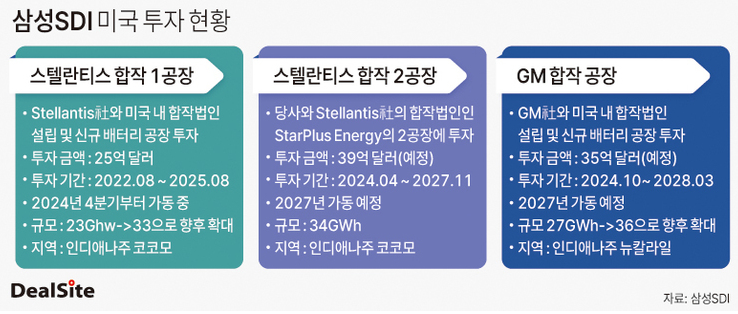 삼성SDI 미국 투자 현황
스텔란티스 합작 1공장
• Stellantis社와 미국 내 합작법인
설립 및 신규 배터리 공장 투자
• 투자 금액 : 25억 달러
• 투자 기간 : 2022.08 ~ 2025.08
• 2024년 4분기부터 가동 중
• 규모 : 23Ghw->33으로 향후 확대
• 지역 : 인디애나주 코코모
스텔란티스 합작 2공장
• 당사와 Stellantis社의 합작법인인
StarPlus Energy의 2공장에 투자
• 투자 금액 : 39억 달러(예정)
• 투자 기간 : 2024.04 ~ 2027.11
• 2027년 가동 예정
• 규모 : 34GWh
• 지역 : 인디애나주 코코모
GM 합작 공장
• GM社와 미국 내 합작법인
설립 및 신규 배터리 공장 투자
• 투자 금액 : 35억 달러(예정)
• 투자 기간 : 2024.10~ 2028.03
• 2027년 가동 예정
• 규모 27GWh->36으로 향후 확대
• 지역 : 인디애나주 뉴칼라일
DealSite
자료: 삼성SDI